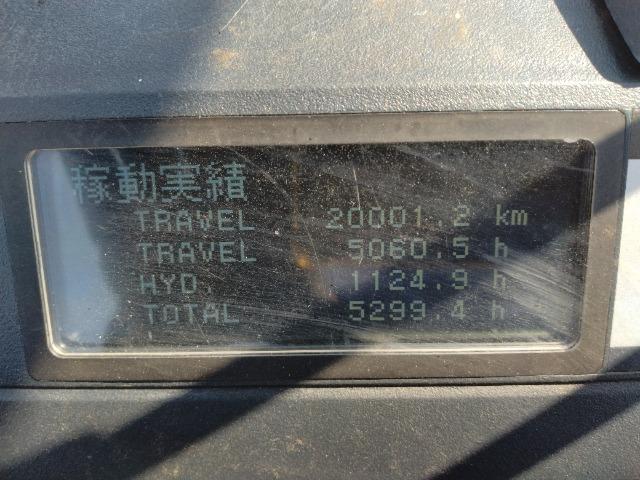 稼動実績
TRAVEL 20001.2 km
TRAVEL 5060.5 h
HYD. 1124.9 h
TOTAL 5299.4 h